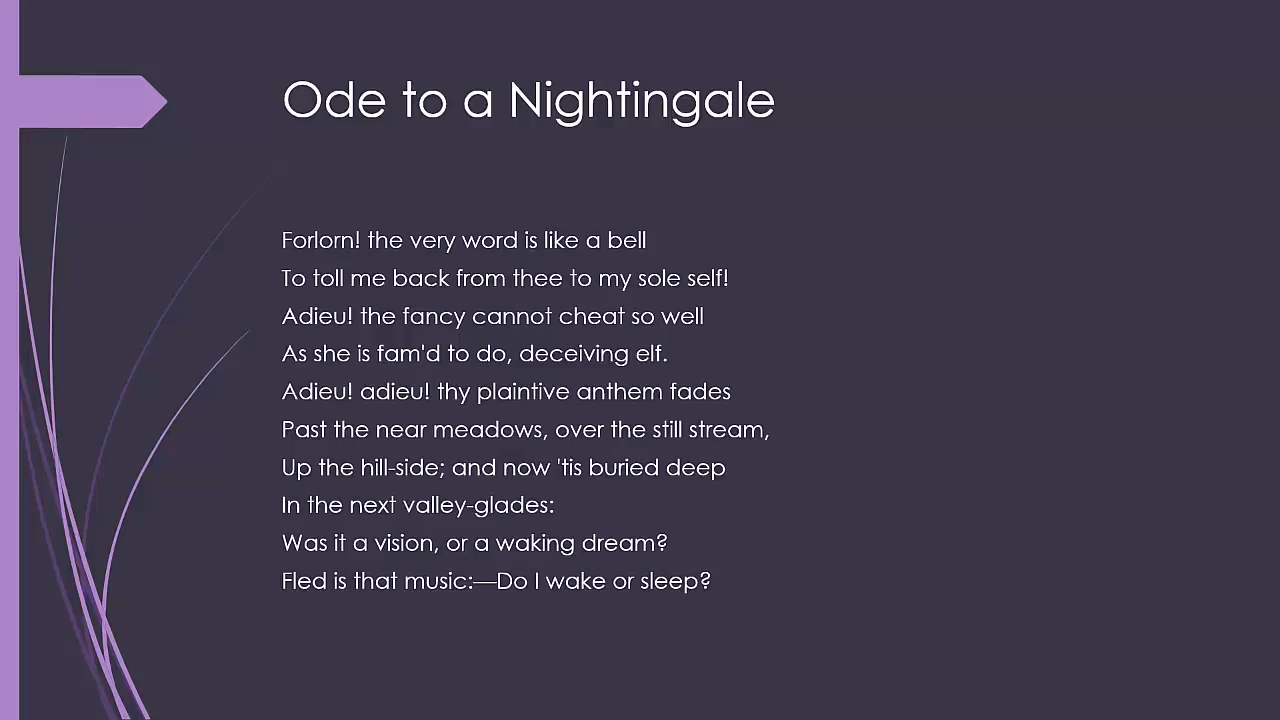 Ode to a Nightingale
Forlorn! the very word is like a bell
To toll me back from thee to my sole self!
Adieu! the fancy cannot cheat so well
As she is fam'd to do, deceiving elf.
Adieu! adieu! thy plaintive anthem fades
Past the near meadows, over the still stream,
Up the hill-side; and now 'tis buried deep
In the next valley-glades:
Was it a vision, or a waking dream?
Fled is that music:—Do I wake or sleep?